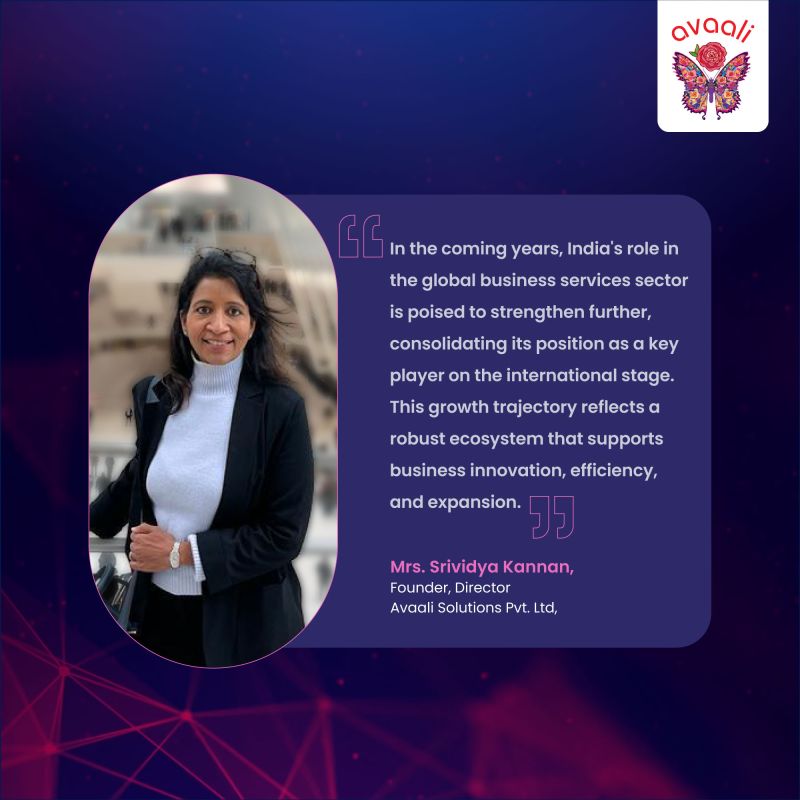 avaali
In the coming years, India's role in
the global business services sector
is poised to strengthen further,
consolidating its position as a key
player on the international stage.
This growth trajectory reflects a
robust ecosystem that supports
business innovation, efficiency,
and expansion.
Mrs. Srividya Kannan,
Founder, Director
Avaali Solutions Pvt. Ltd,